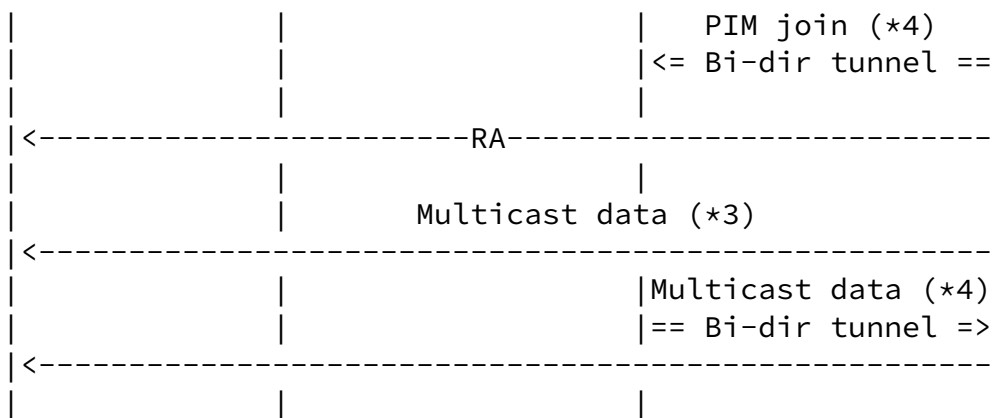 |              |                   |   PIM join (*4)
|              |                   |<= Bi-dir tunnel ==
|              |                   |
|<------------------------RA---------------------------
|              |                   |
|              |       Multicast data (*3)
|<-----------------------------------------------------
|              |                   |Multicast data (*4)
|              |                   |== Bi-dir tunnel =>
|<-----------------------------------------------------
|              |                   |